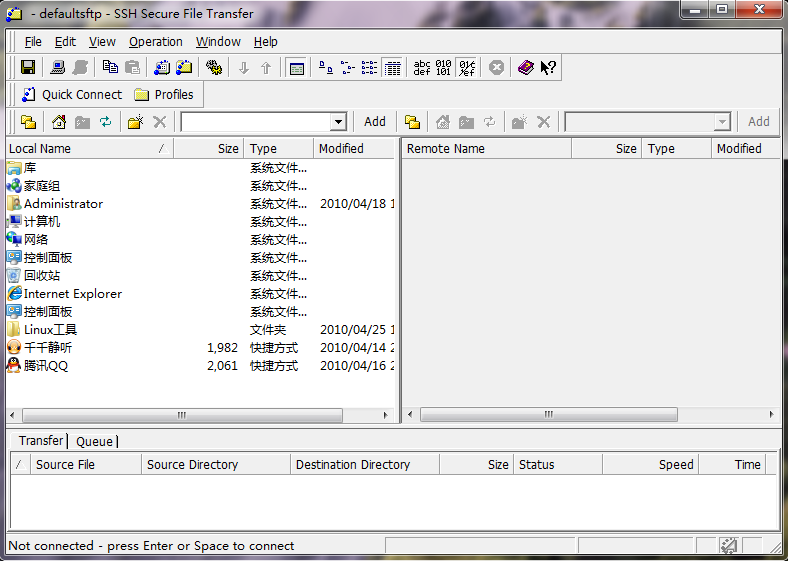 - defaultsftp - SSH Secure File Transfer
File Edit View Operation Window Help
abc def 010 101
Quick Connect Profiles
Add Add
Local Name / Size Type Modified Remote Name Size Type Modified
库 系统文件...
家庭组 系统文件...
Administrator 系统文件... 2010/04/18 1
计算机 系统文件...
网络 系统文件...
控制面板 系统文件...
回收站 系统文件...
Internet Explorer 系统文件...
控制面板 系统文件...
Linux工具 文件夹 2010/04/25 1
千千静听 1,982 快捷方式 2010/04/14 2
腾讯QQ 2,061 快捷方式 2010/04/16 2
Transfer Queue
/ Source File Source Directory Destination Directory Size Status Speed Time
Not connected - press Enter or Space to connect